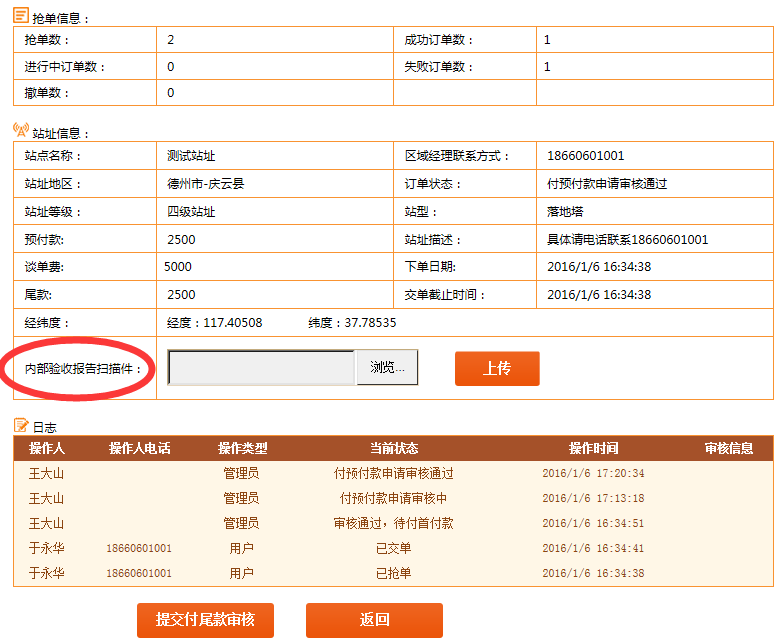 抢单信息：
抢单数： 2 成功订单数： 1
进行中订单数： 0 失败订单数： 1
撤单数： 0
站址信息：
站点名称： 测试站址 区域经理联系方式： 18660601001
站址地区： 德州市-庆云县 订单状态： 付预付款申请审核通过
站址等级： 四级站址 站型： 落地塔
预付款: 2500 站址描述： 具体请电话联系18660601001
谈单费: 5000 下单日期: 2016/1/6 16:34:38
尾款: 2500 交单截止时间： 2016/1/6 16:34:38
经纬度： 经度：117.40508 纬度：37.78535
内部验收报告扫描件： 浏览... 上传
日志
操作人 操作人电话 操作类型 当前状态 操作时间 审核信息
王大山 管理员 付预付款申请审核通过 2016/1/6 17:20:34
王大山 管理员 付预付款申请审核中 2016/1/6 17:13:18
王大山 管理员 审核通过，待付首付款 2016/1/6 16:34:51
于永华 18660601001 用户 已交单 2016/1/6 16:34:41
于永华 18660601001 用户 已抢单 2016/1/6 16:34:38
提交付尾款审核 返回